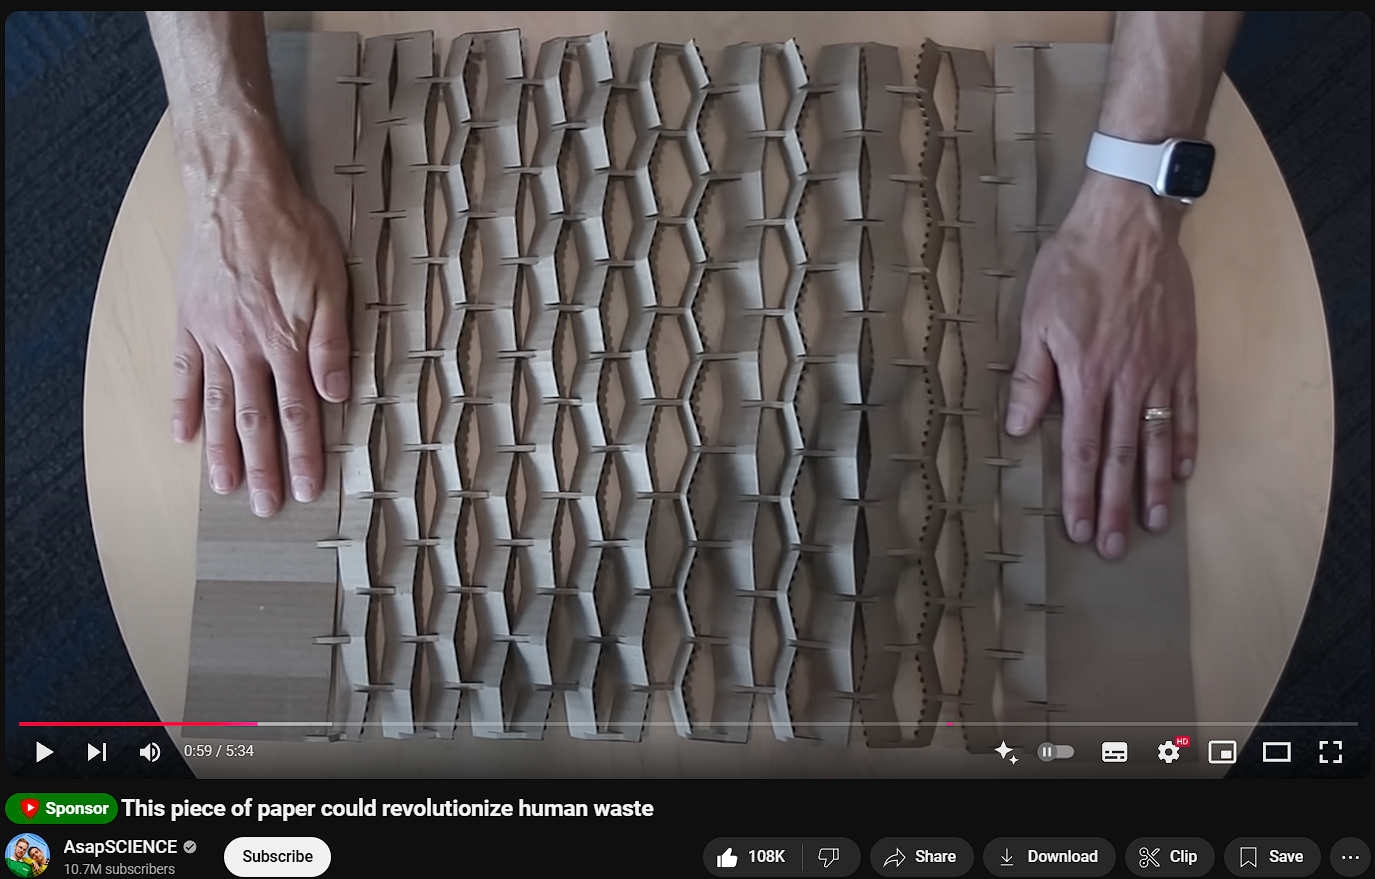 HD
0:59 / 5:34
Sponsor This piece of paper could revolutionize human waste
AsapSCIENCE
10.7M subscribers
Subscribe
108K
Share
Download
Clip
Save